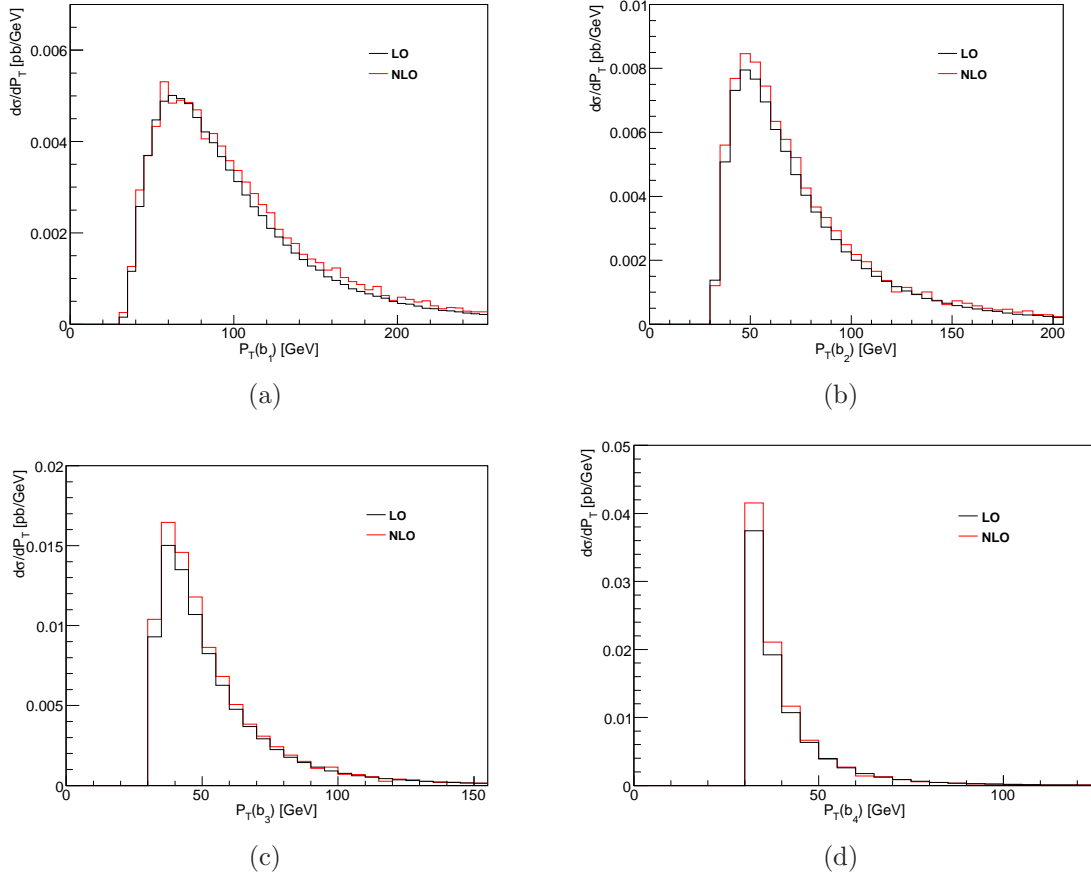 dσ/dP_T [pb/GeV]
0.006
0.004
0.002
0
0 100 200
P_T(b_1) [GeV]
LO
NLO
(a)
dσ/dP_T [pb/GeV]
0.01
0.008
0.006
0.004
0.002
0
0 50 100 150 200
P_T(b_2) [GeV]
LO
NLO
(b)
dσ/dP_T [pb/GeV]
0.02
0.015
0.01
0.005
0
0 50 100 150
P_T(b_3) [GeV]
LO
NLO
(c)
dσ/dP_T [pb/GeV]
0.05
0.04
0.03
0.02
0.01
0
0 50 100
P_T(b_4) [GeV]
LO
NLO
(d)